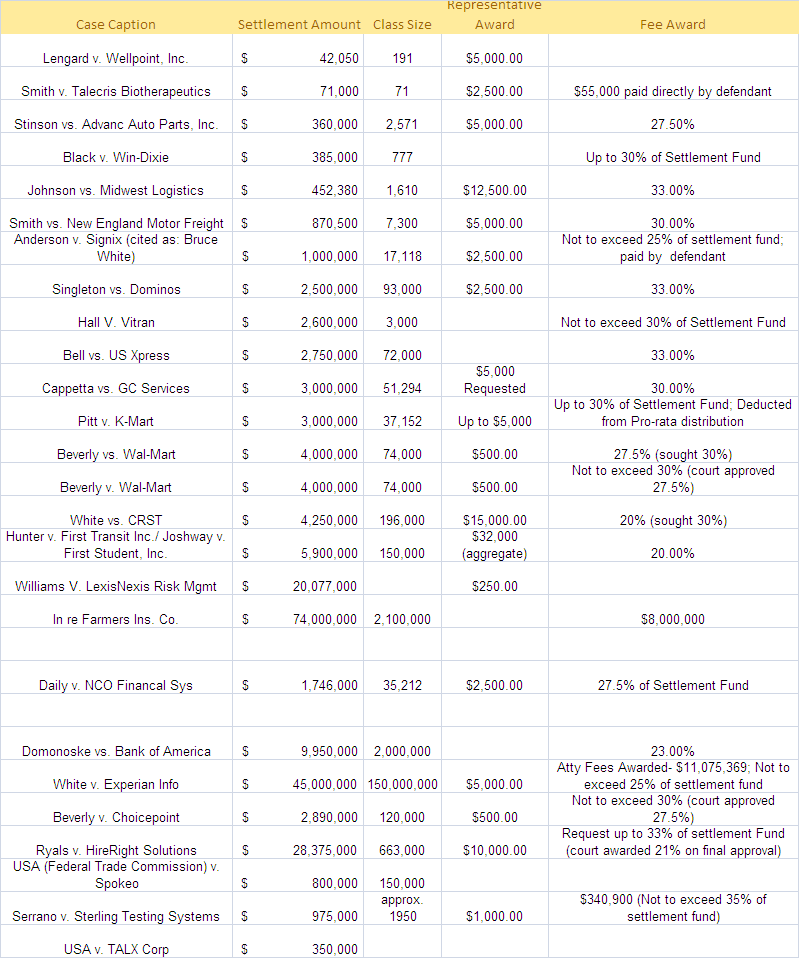 Representative
Case Caption Settlement Amount Class Size Award Fee Award
Lengard v. Wellpoint, Inc. $ 42,050 191 $5,000.00
Smith v. Talecris Biotherapeutics $ 71,000 71 $2,500.00 $55,000 paid directly by defendant
Stinson vs. Advanc Auto Parts, Inc. $ 360,000 2,571 $5,000.00 27.50%
Black v. Win-Dixie $ 385,000 777 Up to 30% of Settlement Fund
Johnson vs. Midwest Logistics $ 452,380 1,610 $12,500.00 33.00%
Smith vs. New England Motor Freight $ 870,500 7,300 $5,000.00 30.00%
Anderson v. Signix (cited as: Bruce Not to exceed 25% of settlement fund;
White) $ 1,000,000 17,118 $2,500.00 paid by defendant
Singleton vs. Dominos $ 2,500,000 93,000 $2,500.00 33.00%
Hall V. Vitran $ 2,600,000 3,000 Not to exceed 30% of Settlement Fund
Bell vs. US Xpress $ 2,750,000 72,000 33.00%
$5,000
Cappetta vs. GC Services $ 3,000,000 51,294 Requested 30.00%
Up to 30% of Settlement Fund; Deducted
Pitt v. K-Mart $ 3,000,000 37,152 Up to $5,000 from Pro-rata distribution
Beverly vs. Wal-Mart $ 4,000,000 74,000 $500.00 27.5% (sought 30%)
Not to exceed 30% (court approved
Beverly v. Wal-Mart $ 4,000,000 74,000 $500.00 27.5%)
White vs. CRST $ 4,250,000 196,000 $15,000.00 20% (sought 30%)
Hunter v. First Transit Inc./ Joshway v. $32,000
First Student, Inc. $ 5,900,000 150,000 (aggregate) 20.00%
Williams V. LexisNexis Risk Mgmt $ 20,077,000 $250.00
In re Farmers Ins. Co. $ 74,000,000 2,100,000 $8,000,000
Daily v. NCO Financal Sys $ 1,746,000 35,212 $2,500.00 27.5% of Settlement Fund
Domonoske vs. Bank of America $ 9,950,000 2,000,000 23.00%
Atty Fees Awarded- $11,075,369; Not to
White v. Experian Info $ 45,000,000 150,000,000 $5,000.00 exceed 25% of settlement fund
Not to exceed 30% (court approved
Beverly v. Choicepoint $ 2,890,000 120,000 $500.00 27.5%)
Request up to 33% of settlement Fund
Ryals v. HireRight Solutions $ 28,375,000 663,000 $10,000.00 (court awarded 21% on final approval)
USA (Federal Trade Commission) v.
Spokeo $ 800,000 150,000
approx. $340,900 (Not to exceed 35% of
Serrano v. Sterling Testing Systems $ 975,000 1950 $1,000.00 settlement fund)
USA v. TALX Corp $ 350,000